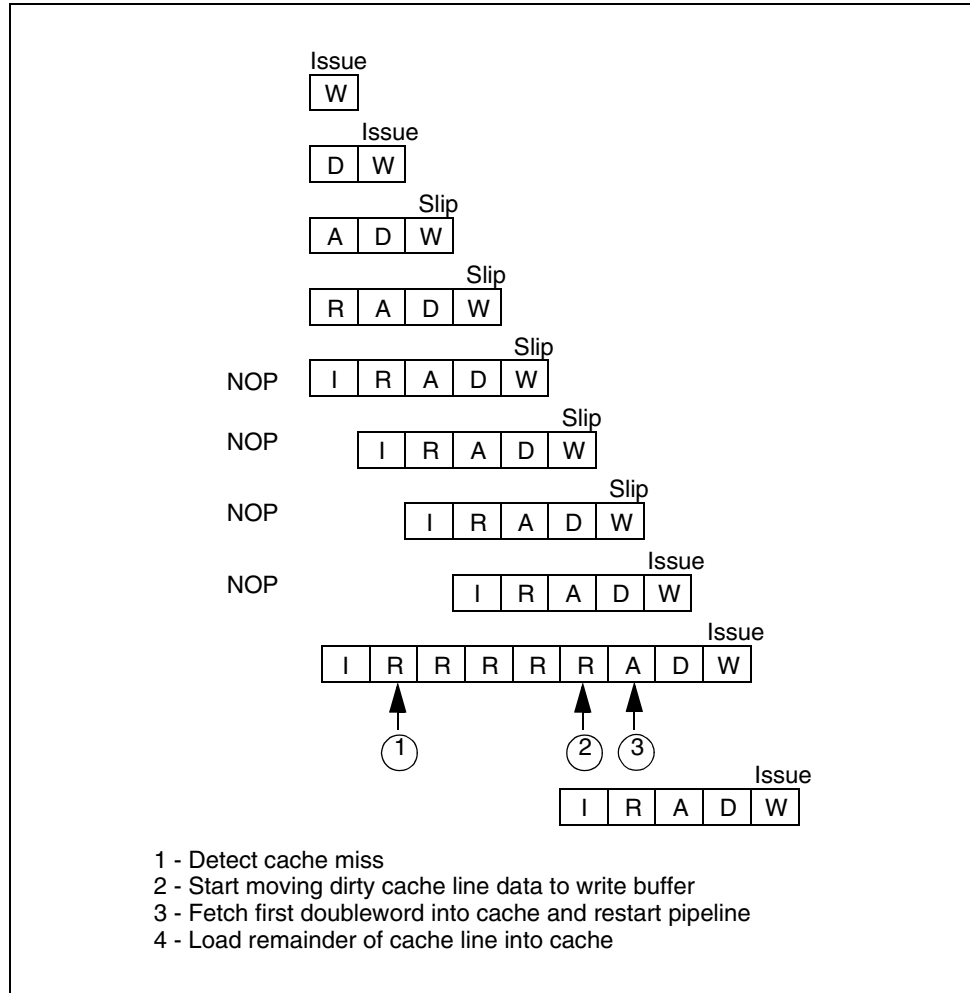 Issue
W
Issue
D W
Slip
A D W
Slip
R A D W
Slip
NOP I R A D W
Slip
NOP I R A D W
Slip
NOP I R A D W
Issue
NOP I R A D W
Issue
I R R R R R A D W
1 2 3
Issue
I R A D W
1 - Detect cache miss
2 - Start moving dirty cache line data to write buffer
3 - Fetch first doubleword into cache and restart pipeline
4 - Load remainder of cache line into cache